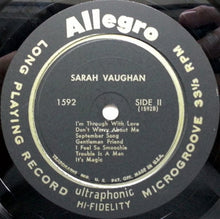 Allegro
LONG PLAYING RECORD
MICROGROOVE 33⅓ RPM
SARAH VAUGHAN
1592
SIDE II
(1592B)
I'm Through With Love
Don't Worry About Me
September Song
Gentleman Friend
I Feel So Smoochie
Trouble Is A Man
It's Magic
ultraphonic
HI-FIDELITY